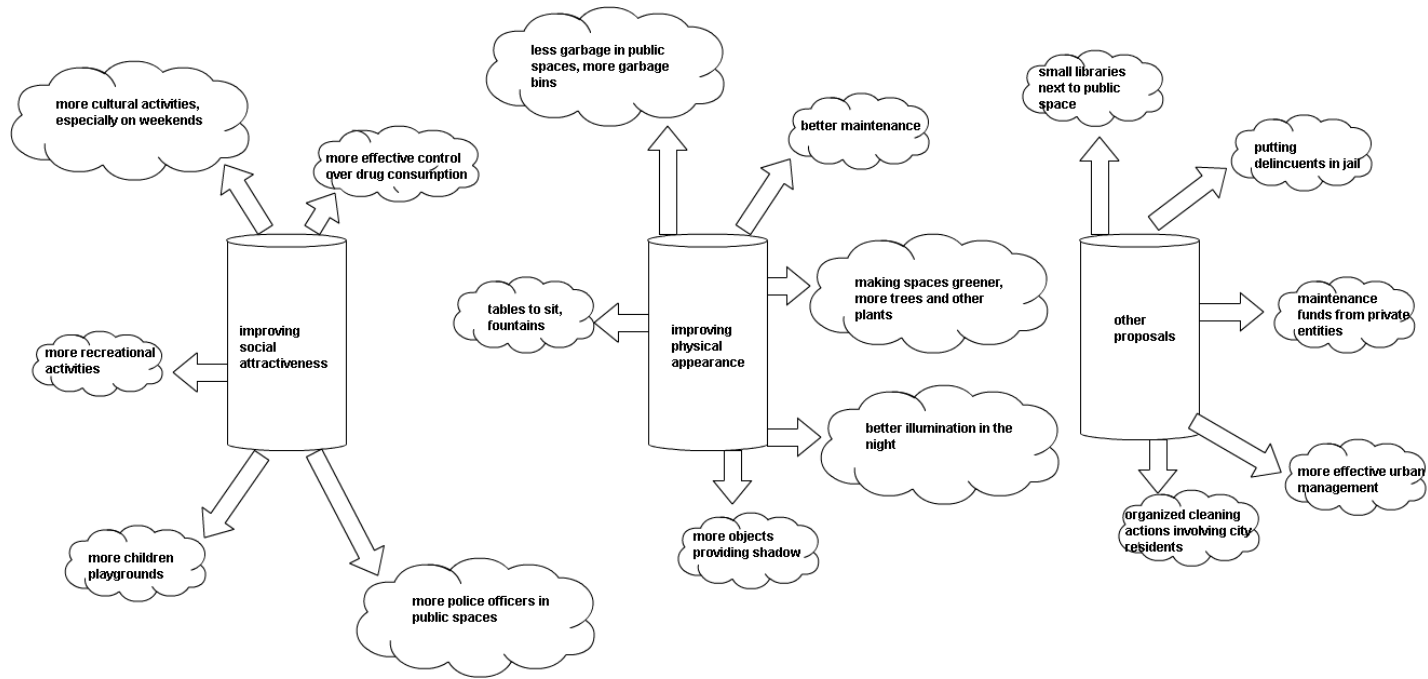 more cultural activities,
especially on weekends
more effective control
over drug consumption
improving
social
attractiveness
more recreational
activities
more children
playgrounds
more police officers in
public spaces
less garbage in public
spaces, more garbage
bins
better maintenance
tables to sit,
fountains
improving
physical
appearance
making spaces greener,
more trees and other
plants
better illumination in the
night
more objects
providing shadow
small libraries
next to public
space
putting
delincuents in jail
other
proposals
maintenance
funds from private
entities
more effective urban
management
organized cleaning
actions involving city
residents